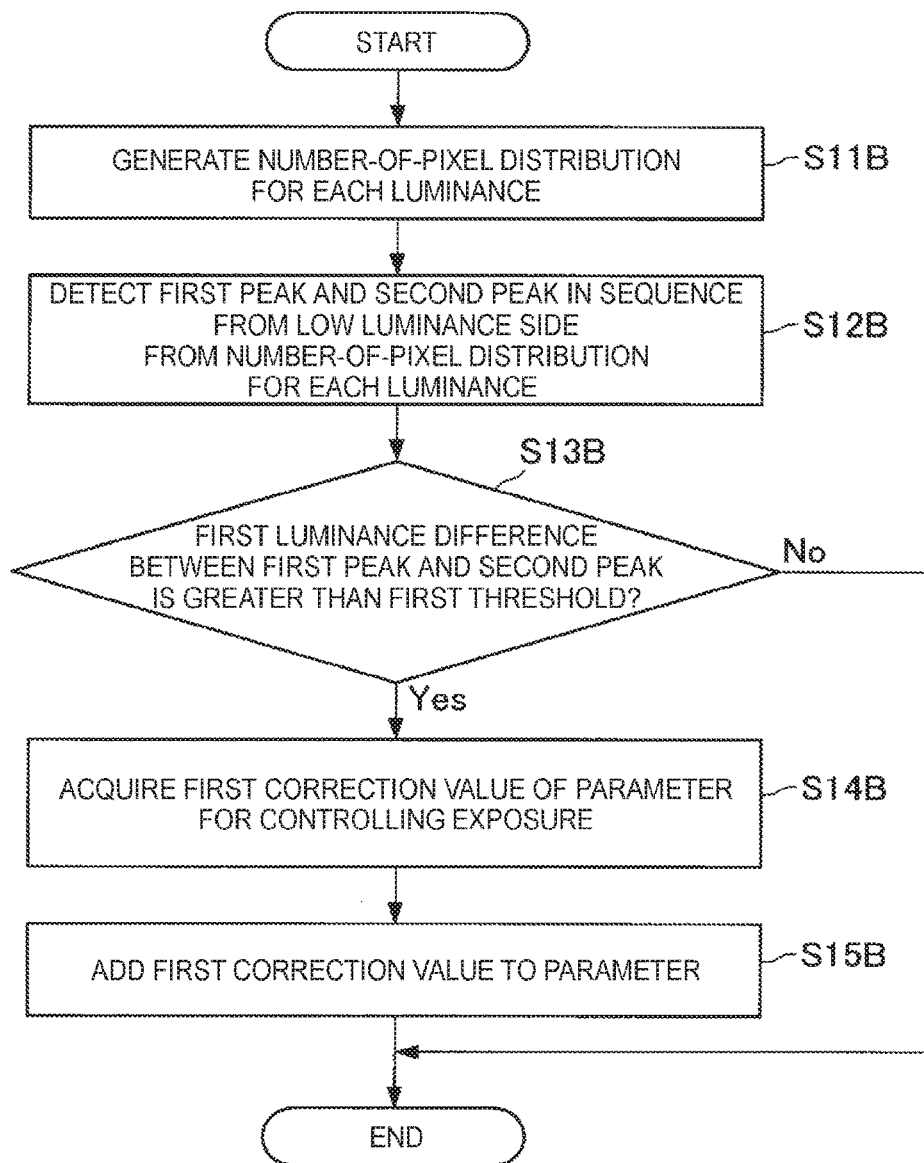 START
GENERATE NUMBER-OF-PIXEL DISTRIBUTION
FOR EACH LUMINANCE
S11B
DETECT FIRST PEAK AND SECOND PEAK IN SEQUENCE
FROM LOW LUMINANCE SIDE
FROM NUMBER-OF-PIXEL DISTRIBUTION
FOR EACH LUMINANCE
S12B
S13B
FIRST LUMINANCE DIFFERENCE
BETWEEN FIRST PEAK AND SECOND PEAK
IS GREATER THAN FIRST THRESHOLD?
No
Yes
ACQUIRE FIRST CORRECTION VALUE OF PARAMETER
FOR CONTROLLING EXPOSURE
S14B
ADD FIRST CORRECTION VALUE TO PARAMETER
S15B
END